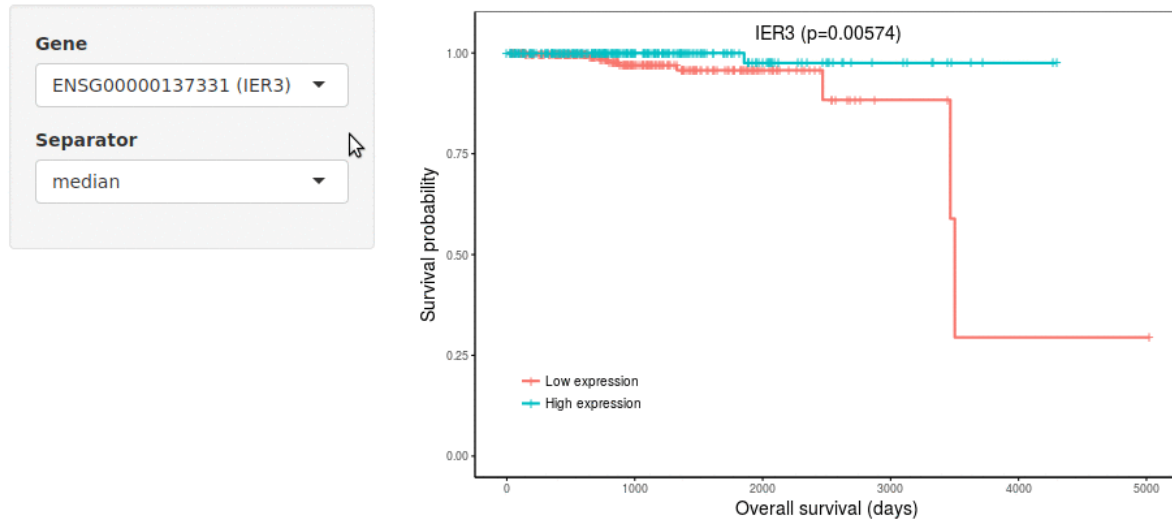 Gene
ENSG00000137331 (IER3)
Separator
median
IER3 (p=0.00574)
Survival probability
1.00
0.75
0.50
0.25
0.00
Low expression
High expression
0 1000 2000 3000 4000 5000
Overall survival (days)